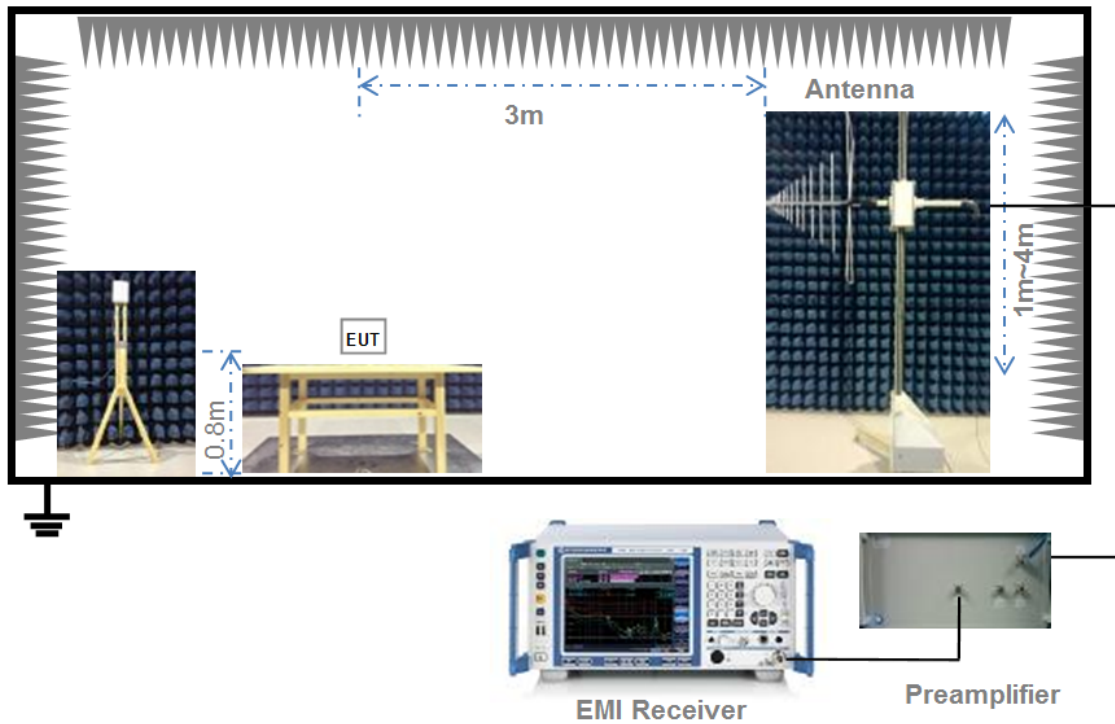 3m
Antenna
1m~4m
EUT
0.8m
EMI Receiver
Preamplifier